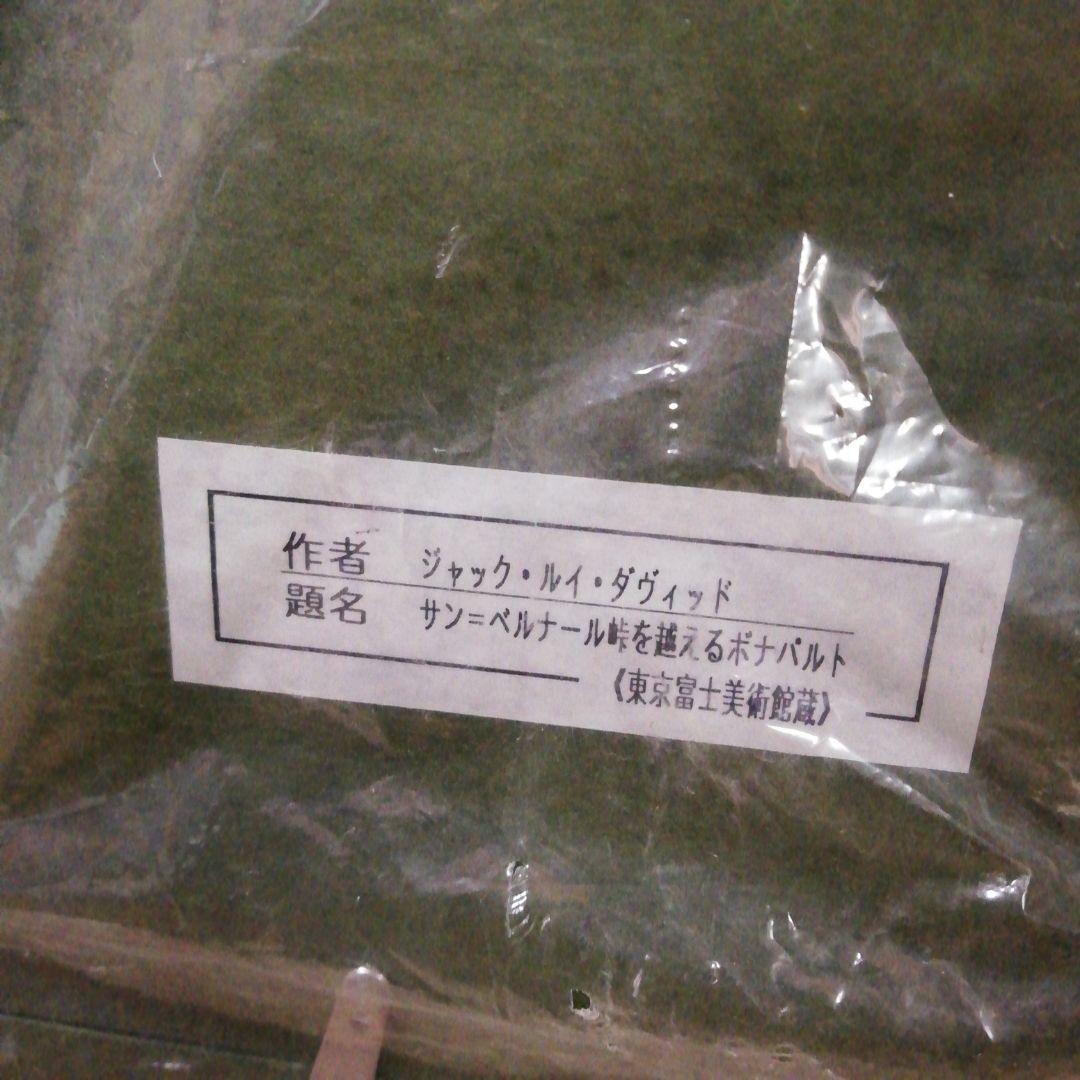 作者 ジャック・ルイ・ダヴィッド
題名 サン=ベルナール峠を越えるボナパルト
《東京富士美術館蔵》